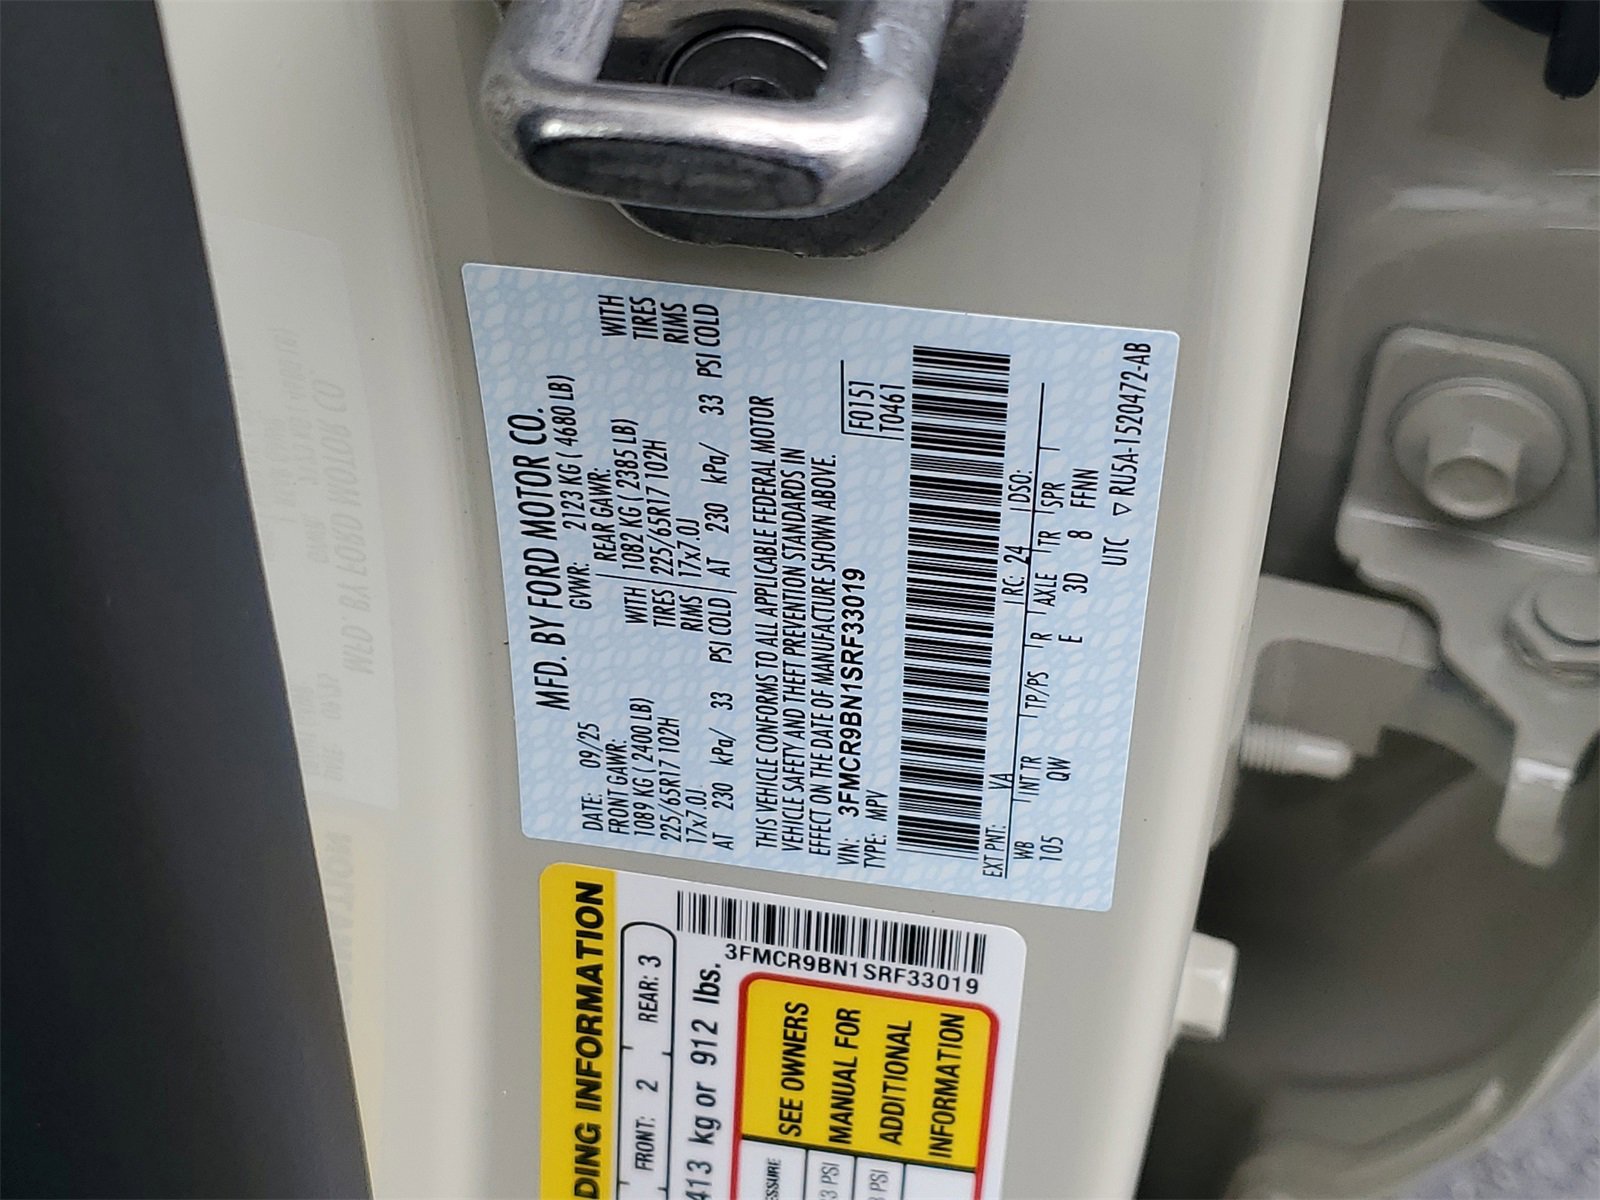 MFD. BY FORD MOTOR CO.
DATE: 09/25 GVWR: 2123 KG ( 4680 LB)
FRONT GAWR: REAR GAWR:
1089 KG ( 2400 LB) WITH 1082 KG ( 2385 LB) WITH
225/65R17 102H TIRES 225/65R17 102H TIRES
17x7.0J RIMS 17x7.0J RIMS
AT 230 kPa/ 33 PSI COLD AT 230 kPa/ 33 PSI COLD
THIS VEHICLE CONFORMS TO ALL APPLICABLE FEDERAL MOTOR
VEHICLE SAFETY AND THEFT PREVENTION STANDARDS IN
EFFECT ON THE DATE OF MANUFACTURE SHOWN ABOVE.
VIN: 3FMCR9BN1SRF33019 F0151
TYPE: MPV T0461
EXT PNT: YA RC: 24 DSO:
WB INT TR TP/PS R AXLE TR SPR
105 QW E 3D 8 FFNN
UTC ▽ RU5A-1520472-AB
DING INFORMATION
FRONT: 2 REAR: 3
413 kg or 912 lbs.
3FMCR9BN1SRF33019
SEE OWNERS
MANUAL FOR
ADDITIONAL
INFORMATION
ESSURE
3 PSI
PSI